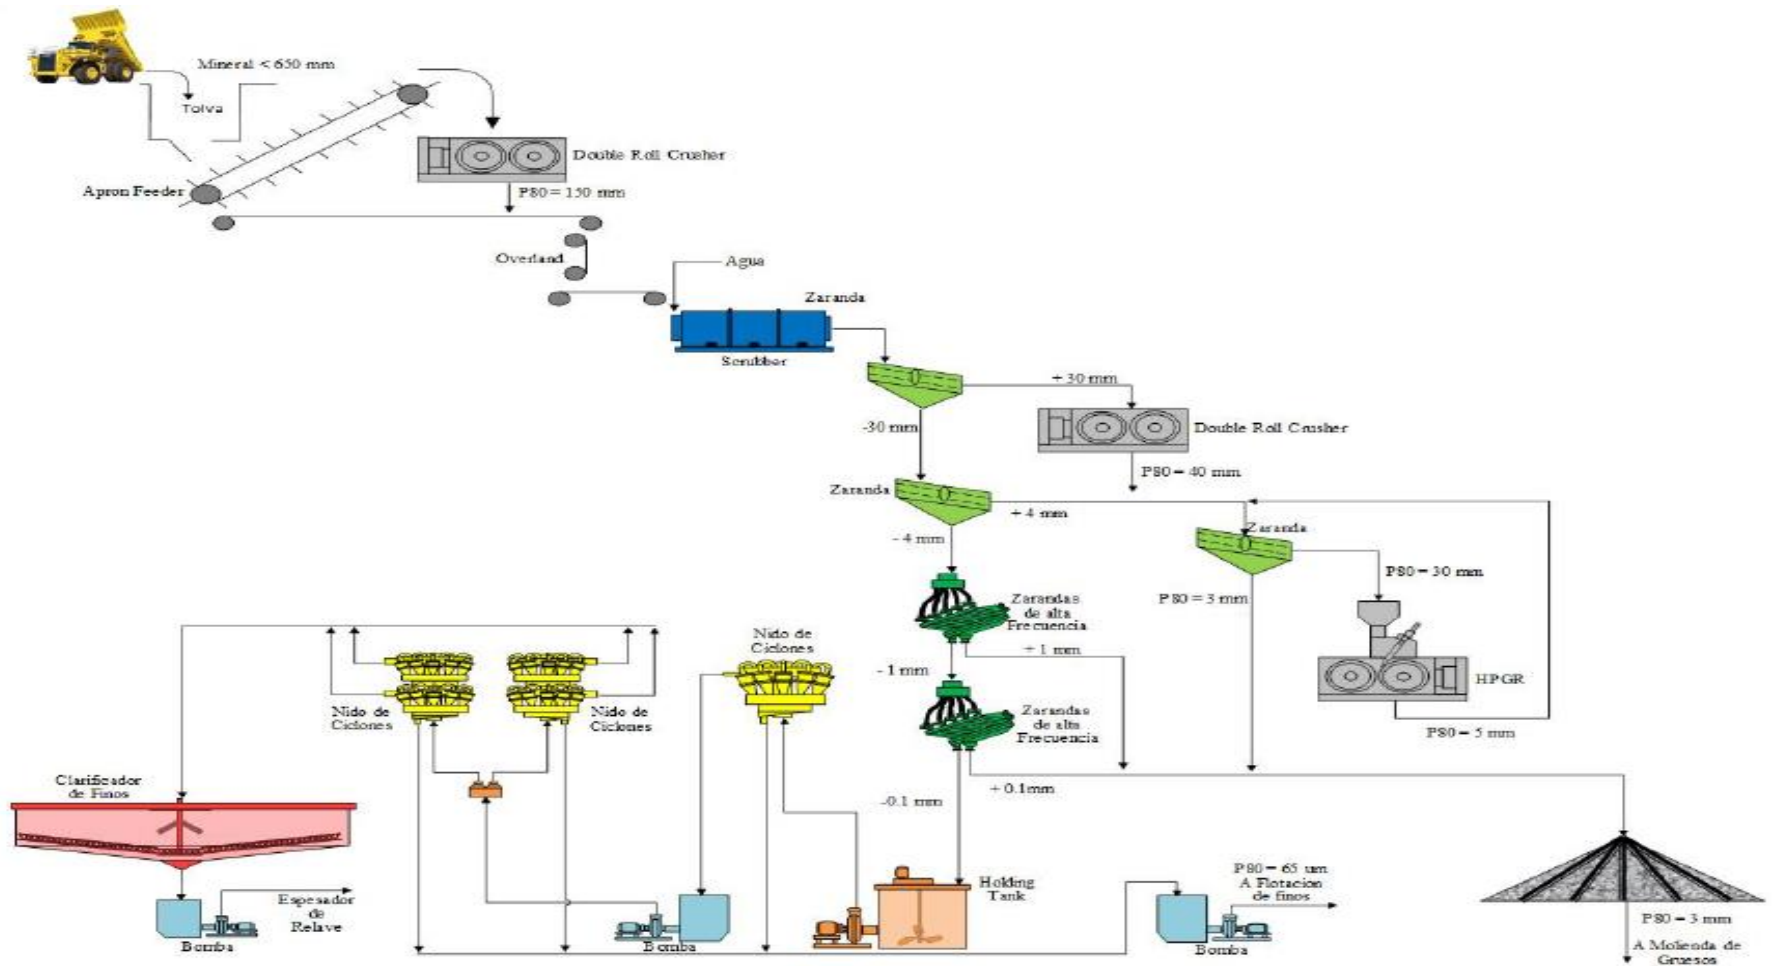 Mineral < 650 mm
Tolva
Double Roll Crusher
Apron Feeder
P80 = 150 mm
Overland
Agua
Zaranda
Scrubber
+ 30 mm
-30 mm
Double Roll Crusher
P80 = 40 mm
Zaranda
+ 4 mm
Zaranda
- 4 mm
P80 = 30 mm
P80 = 3 mm
Zarandas
de alta
Frecuencia
Nido de
Ciclones
+ 1 mm
- 1 mm
HPGR
Nido de
Ciclones
Nido de
Ciclones
Zarandas
de alta
Frecuencia
P80 = 5 mm
Clarificador
de Finos
+ 0.1mm
-0.1 mm
P80 = 65 um
A Flotacion
de finos
Holding
Tank
Espesador
de
Relave
P80 = 3 mm
Bomba
Bomba
Bomba
A Molienda de
Gruesos